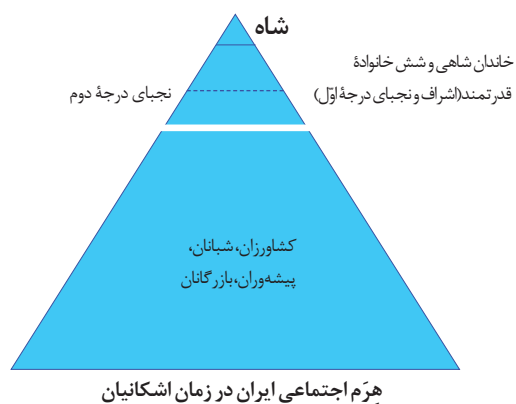 شاه
خاندان شاهی و شش خانوادهٔ
قدرتمند(اشراف و نجبای درجهٔ اوّل)
نجبای درجهٔ دوم
کشاورزان، شبانان،
پیشه‌وران، بازرگانان
هِرَم اجتماعی ایران در زمان اشکانیان